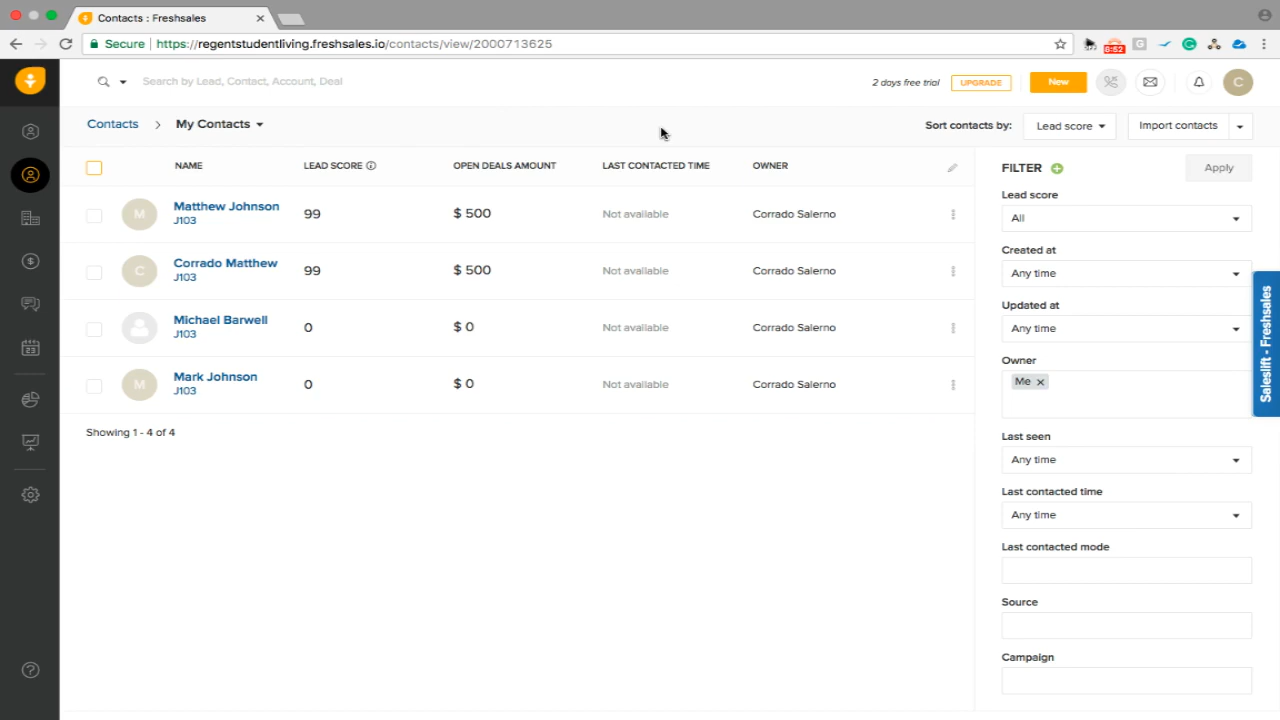 Contacts : Freshsales
Secure | https://regentstudentliving.freshsales.io/contacts/view/2000713625
6:52
G
Search by Lead, Contact, Account, Deal
2 days free trial
UPGRADE
New
C
Contacts > My Contacts
Sort contacts by:
Lead score
Import contacts
NAME LEAD SCORE OPEN DEALS AMOUNT LAST CONTACTED TIME OWNER
M Matthew Johnson 99 $ 500 Not available Corrado Salerno
J103
C Corrado Matthew 99 $ 500 Not available Corrado Salerno
J103
Michael Barwell 0 $ 0 Not available Corrado Salerno
J103
M Mark Johnson 0 $ 0 Not available Corrado Salerno
J103
Showing 1 - 4 of 4
23
FILTER
Apply
Lead score
All
Created at
Any time
Updated at
Any time
Owner
Me ×
Last seen
Any time
Last contacted time
Any time
Last contacted mode
Source
Campaign
Saleslift - Freshsales